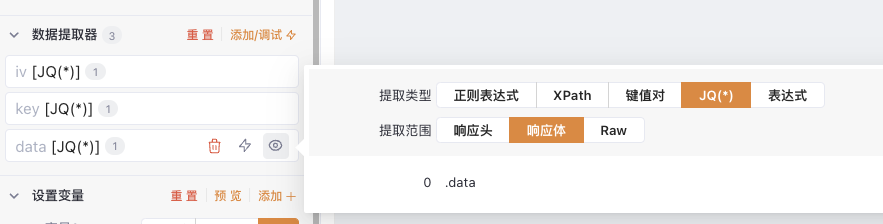 数据提取器 3 重 置 添加/调试
iv [JQ(*)] 1
key [JQ(*)] 1
data [JQ(*)] 1
设置变量 重 置 预 览 添加
提取类型 正则表达式 XPath 键值对 JQ(*) 表达式
提取范围 响应头 响应体 Raw
0 .data